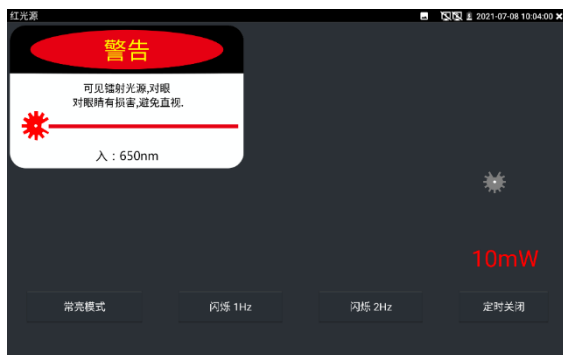 红光源
2021-07-08 10:04:00
警告
可见镭射光源,对眼
对眼睛有损害,避免直视.
入：650nm
10mW
常亮模式
闪烁 1Hz
闪烁 2Hz
定时关闭